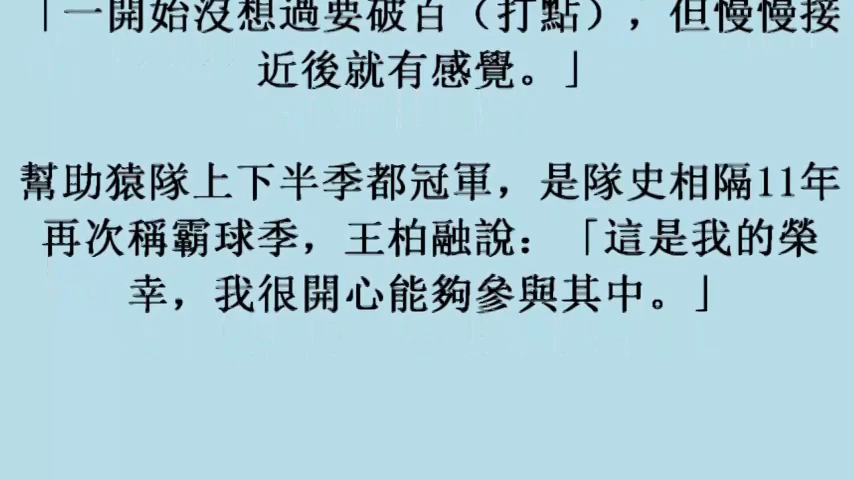 「一開始沒想過要破百（打點），但慢慢接
近後就有感覺。」
幫助猿隊上下半季都冠軍，是隊史相隔11年
再次稱霸球季，王柏融說：「這是我的榮
幸，我很開心能夠參與其中。」